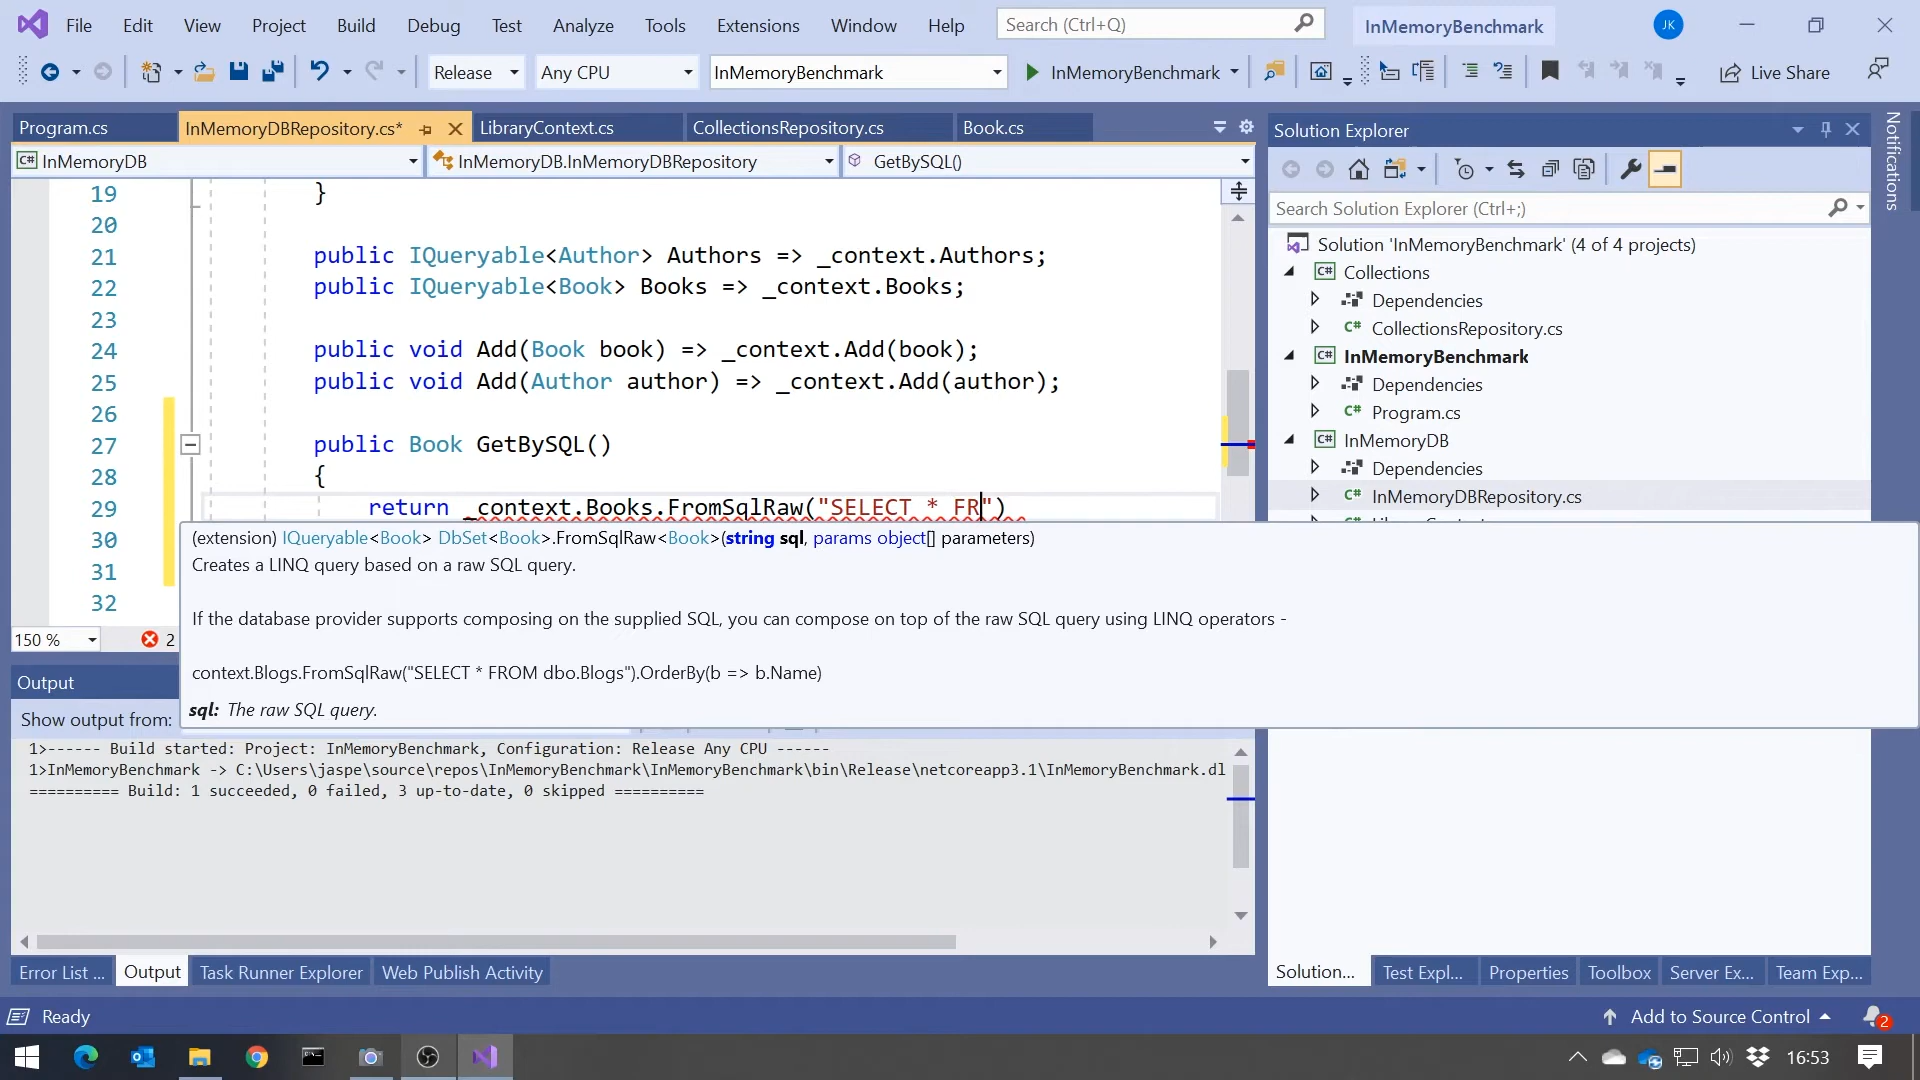 File Edit View Project Build Debug Test Analyze Tools Extensions Window Help Search (Ctrl+Q) InMemoryBenchmark JK
Release Any CPU InMemoryBenchmark InMemoryBenchmark Live Share
Program.cs InMemoryDBRepository.cs* LibraryContext.cs CollectionsRepository.cs Book.cs
C# InMemoryDB InMemoryDB.InMemoryDBRepository GetBySQL()
19 }
20
21 public IQueryable<Author> Authors => _context.Authors;
22 public IQueryable<Book> Books => _context.Books;
23
24 public void Add(Book book) => _context.Add(book);
25 public void Add(Author author) => _context.Add(author);
26
27 public Book GetBySQL()
28 {
29 return _context.Books.FromSqlRaw("SELECT * FR")
30
31
32
(extension) IQueryable<Book> DbSet<Book>.FromSqlRaw<Book>(string sql, params object[] parameters)
Creates a LINQ query based on a raw SQL query.
If the database provider supports composing on the supplied SQL, you can compose on top of the raw SQL query using LINQ operators -
context.Blogs.FromSqlRaw("SELECT * FROM dbo.Blogs").OrderBy(b => b.Name)
sql: The raw SQL query.
150 % 2
Output
Show output from:
1>------ Build started: Project: InMemoryBenchmark, Configuration: Release Any CPU ------
1>InMemoryBenchmark -> C:\Users\jaspe\source\repos\InMemoryBenchmark\InMemoryBenchmark\bin\Release\netcoreapp3.1\InMemoryBenchmark.dl
========== Build: 1 succeeded, 0 failed, 3 up-to-date, 0 skipped ==========
Error List ... Output Task Runner Explorer Web Publish Activity
Solution Explorer
Search Solution Explorer (Ctrl+;)
Solution 'InMemoryBenchmark' (4 of 4 projects)
C# Collections
Dependencies
C# CollectionsRepository.cs
C# InMemoryBenchmark
Dependencies
C# Program.cs
C# InMemoryDB
Dependencies
C# InMemoryDBRepository.cs
Notifications
Solution... Test Expl... Properties Toolbox Server Ex... Team Exp...
Ready Add to Source Control 2
16:53